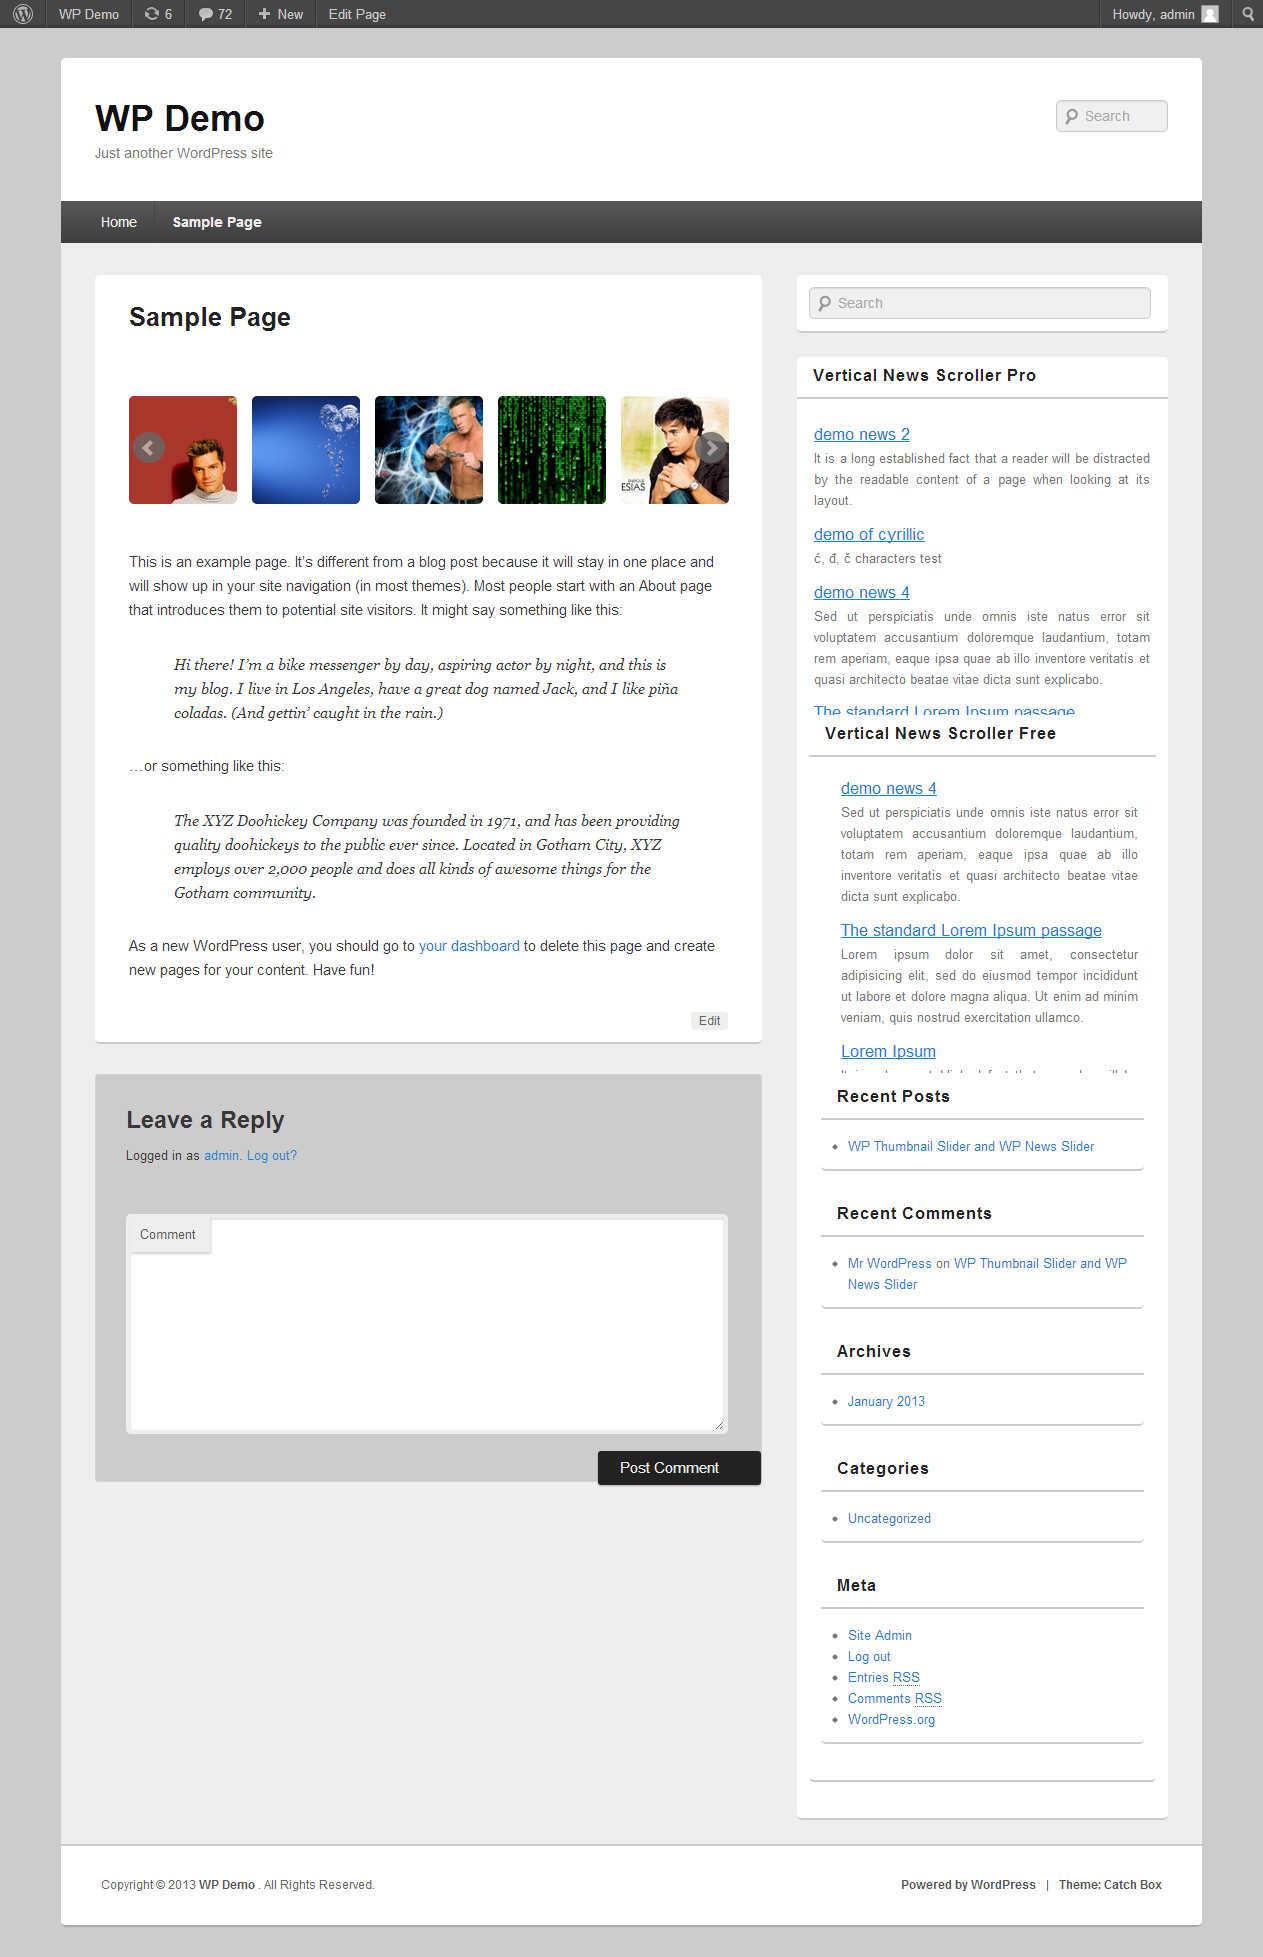 WP Demo
6
72
New
Edit Page
Howdy, admin
WP Demo
Just another WordPress site
Search
Home
Sample Page
Sample Page
ESIAS
This is an example page. It’s different from a blog post because it will stay in one place and
will show up in your site navigation (in most themes). Most people start with an About page
that introduces them to potential site visitors. It might say something like this:
Hi there! I’m a bike messenger by day, aspiring actor by night, and this is
my blog. I live in Los Angeles, have a great dog named Jack, and I like piña
coladas. (And gettin’ caught in the rain.)
…or something like this:
The XYZ Doohickey Company was founded in 1971, and has been providing
quality doohickeys to the public ever since. Located in Gotham City, XYZ
employs over 2,000 people and does all kinds of awesome things for the
Gotham community.
As a new WordPress user, you should go to your dashboard to delete this page and create
new pages for your content. Have fun!
Edit
Leave a Reply
Logged in as admin. Log out?
Comment
Post Comment
Search
Vertical News Scroller Pro
demo news 2
It is a long established fact that a reader will be distracted
by the readable content of a page when looking at its
layout.
demo of cyrillic
ć, đ, č characters test
demo news 4
Sed ut perspiciatis unde omnis iste natus error sit
voluptatem accusantium doloremque laudantium, totam
rem aperiam, eaque ipsa quae ab illo inventore veritatis et
quasi architecto beatae vitae dicta sunt explicabo.
The standard Lorem Ipsum passage
Vertical News Scroller Free
demo news 4
Sed ut perspiciatis unde omnis iste natus error sit
voluptatem accusantium doloremque laudantium,
totam rem aperiam, eaque ipsa quae ab illo
inventore veritatis et quasi architecto beatae vitae
dicta sunt explicabo.
The standard Lorem Ipsum passage
Lorem ipsum dolor sit amet, consectetur
adipisicing elit, sed do eiusmod tempor incididunt
ut labore et dolore magna aliqua. Ut enim ad minim
veniam, quis nostrud exercitation ullamco.
Lorem Ipsum
Recent Posts
WP Thumbnail Slider and WP News Slider
Recent Comments
Mr WordPress on WP Thumbnail Slider and WP
News Slider
Archives
January 2013
Categories
Uncategorized
Meta
Site Admin
Log out
Entries RSS
Comments RSS
WordPress.org
Copyright © 2013 WP Demo . All Rights Reserved.
Powered by WordPress | Theme: Catch Box